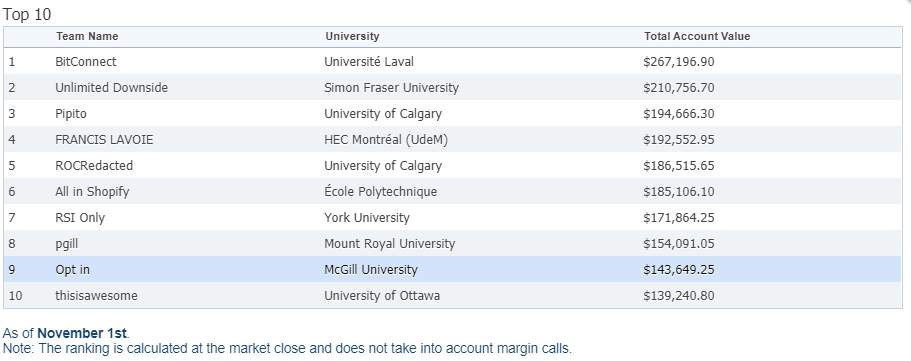 Top 10
Team Name University Total Account Value
1 BitConnect Université Laval $267,196.90
2 Unlimited Downside Simon Fraser University $210,756.70
3 Pipito University of Calgary $194,666.30
4 FRANCIS LAVOIE HEC Montréal (UdeM) $192,552.95
5 ROCRedacted University of Calgary $186,515.65
6 All in Shopify École Polytechnique $185,106.10
7 RSI Only York University $171,864.25
8 pgill Mount Royal University $154,091.05
9 Opt in McGill University $143,649.25
10 thisisawesome University of Ottawa $139,240.80
As of November 1st.
Note: The ranking is calculated at the market close and does not take into account margin calls.